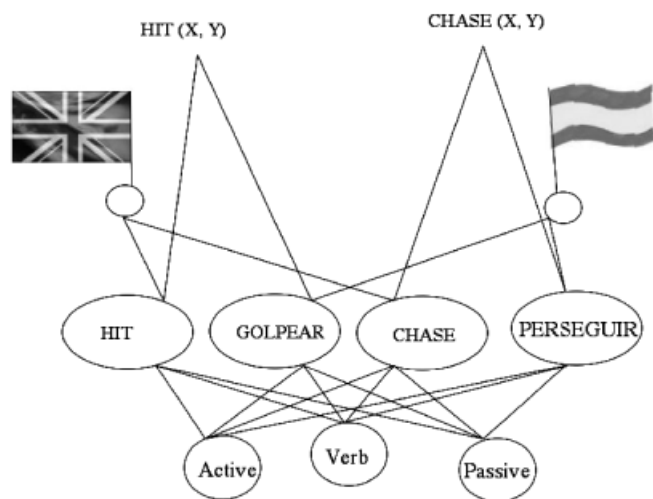 HIT (X, Y)
CHASE (X, Y)
HIT
GOLPEAR
CHASE
PERSEGUIR
Active
Verb
Passive